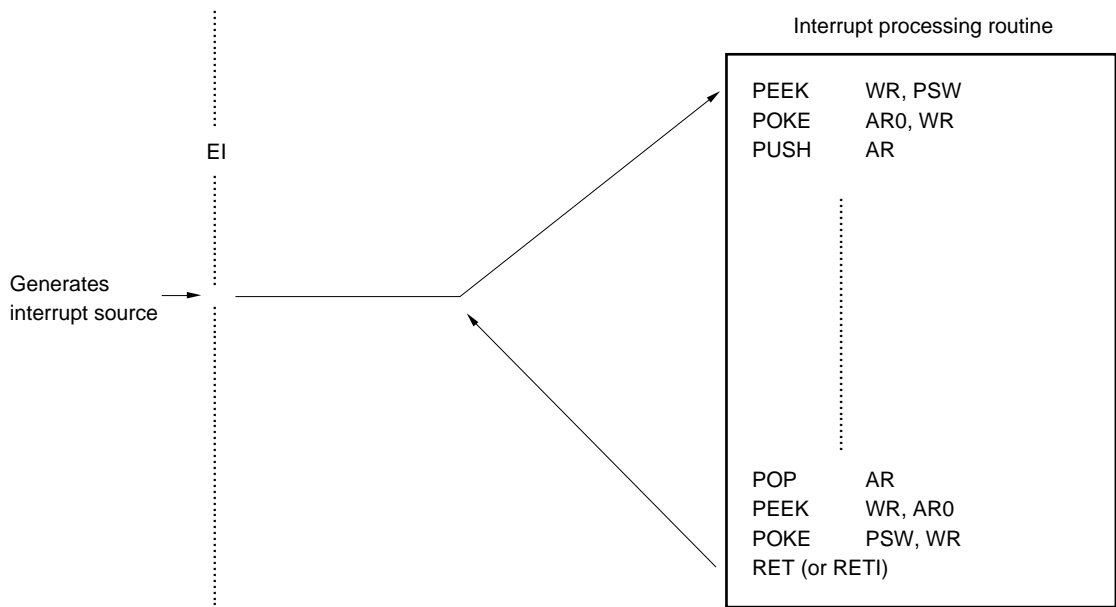 Interrupt processing routine
PEEK WR, PSW
POKE AR0, WR
PUSH AR
EI
Generates
interrupt source
POP AR
PEEK WR, AR0
POKE PSW, WR
RET (or RETI)